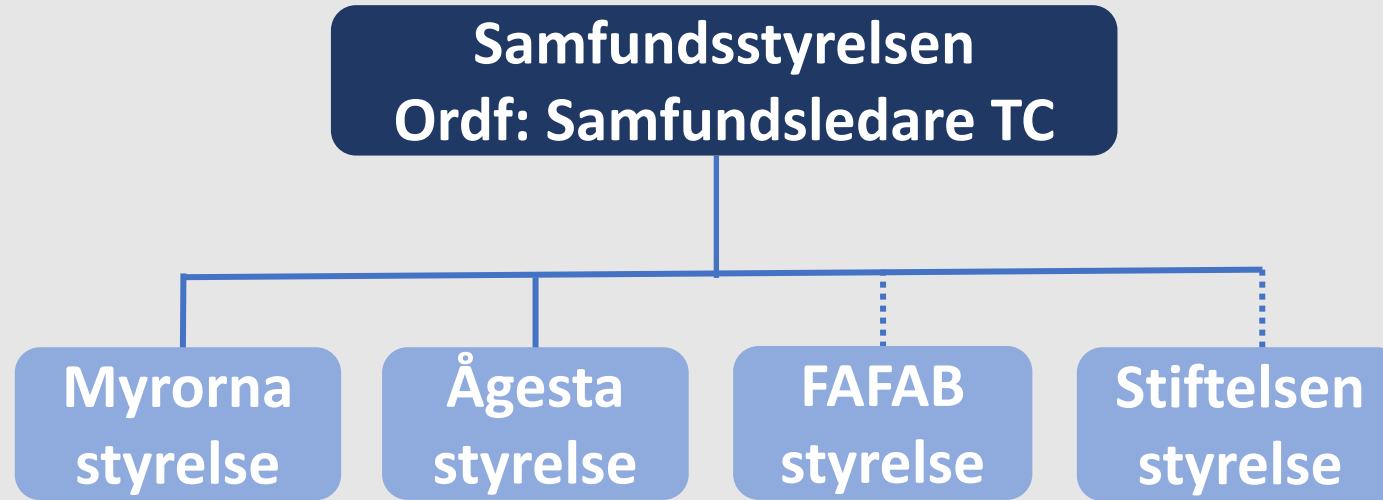 Samfundsstyrelsen
Ordf: Samfundsledare TC
Myrorna
styrelse
Ågesta
styrelse
FAFAB
styrelse
Stiftelsen
styrelse